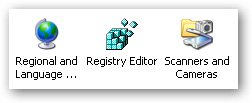 Regional and Registry Editor Scanners and
Language ... Cameras